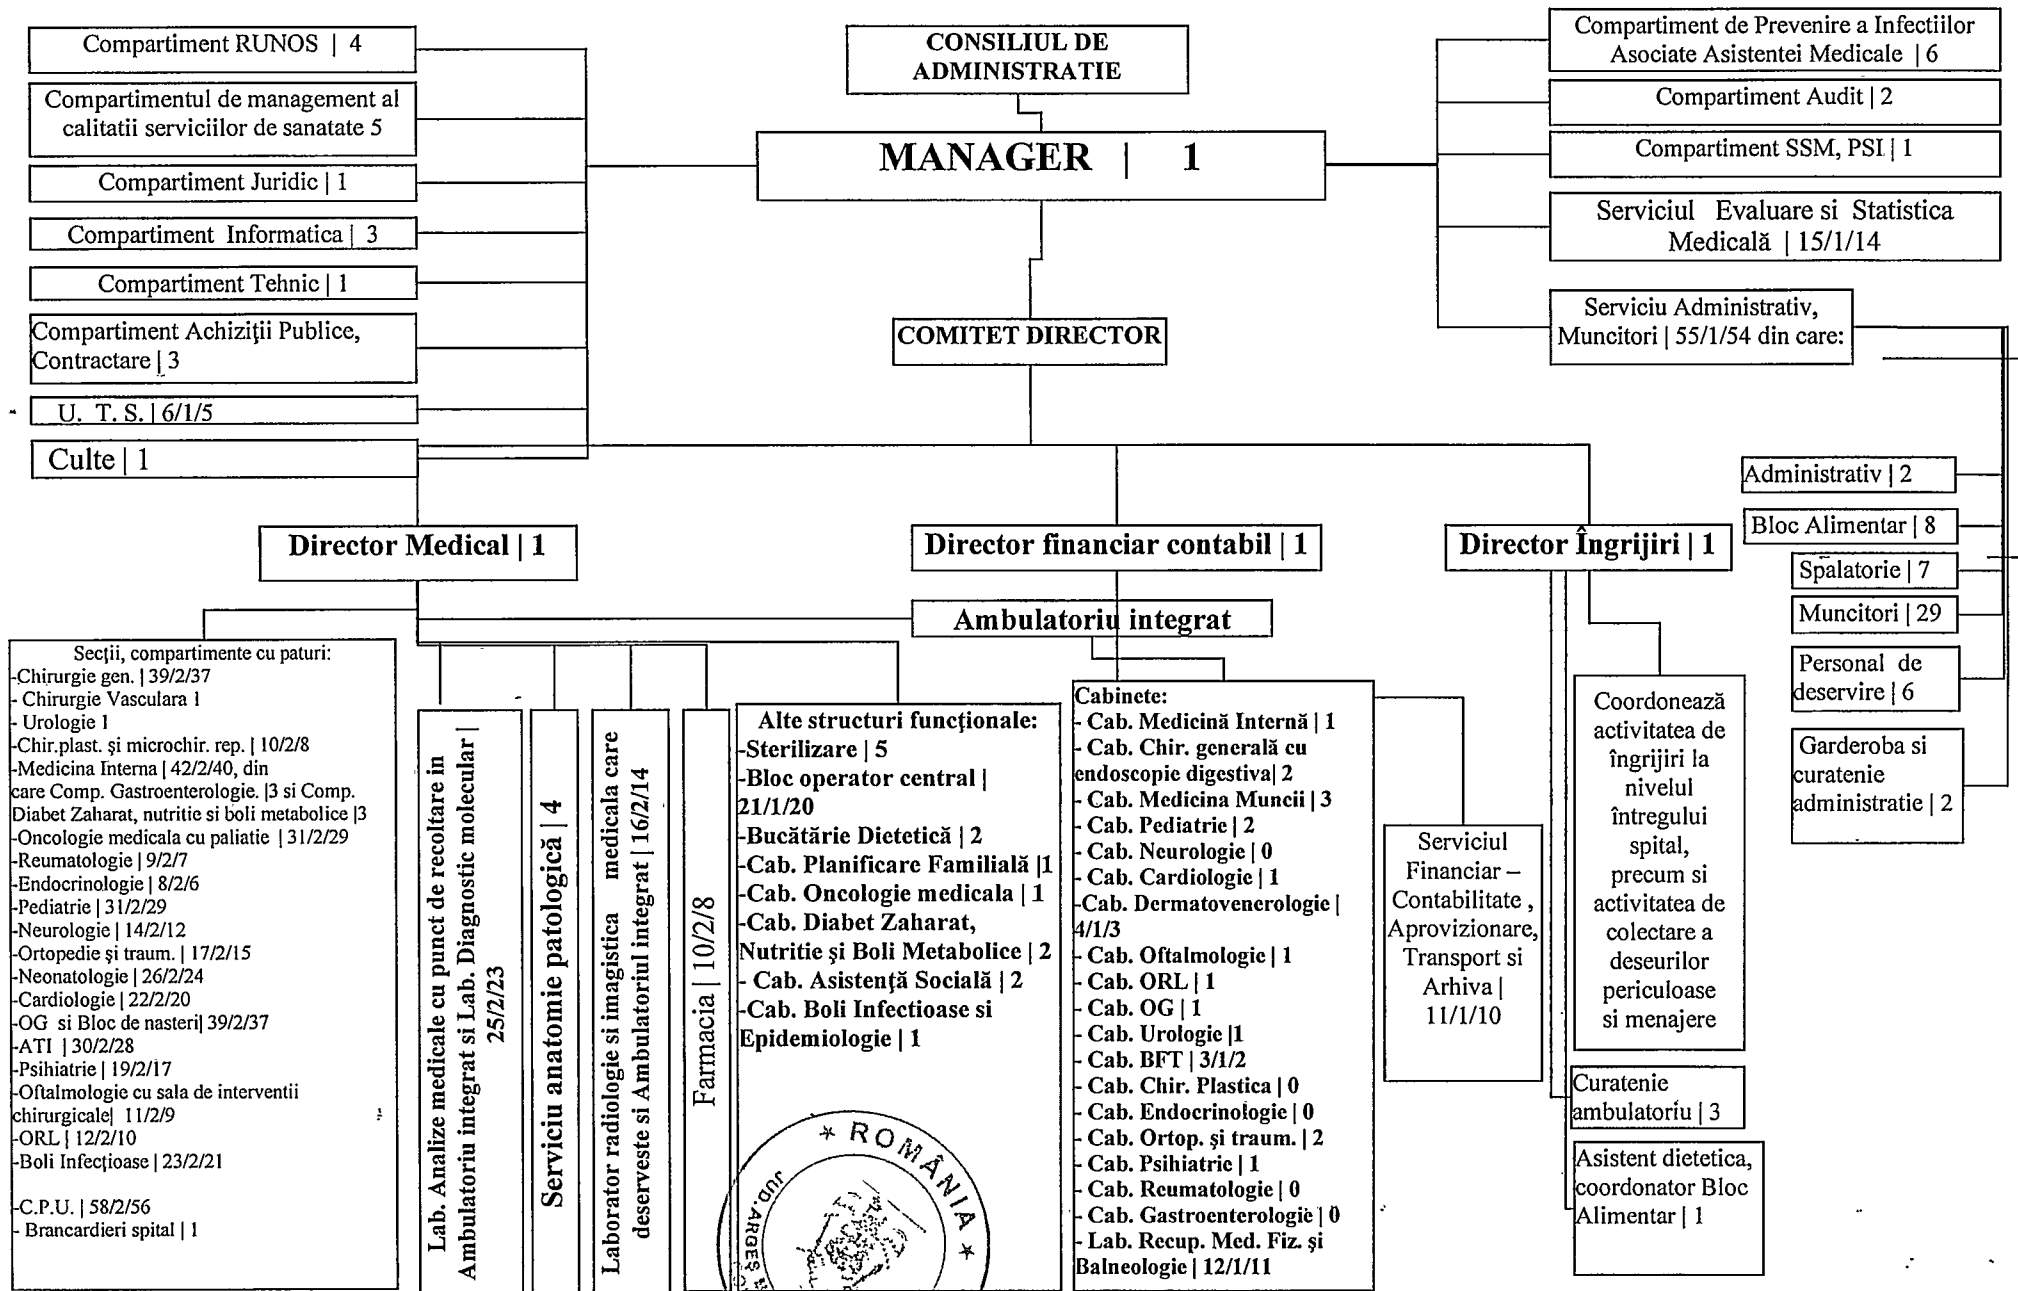 Compartiment RUNOS | 4
Compartimentul de management al
calitatii serviciilor de sanatate 5
Compartiment Juridic | 1
Compartiment Informatica | 3
Compartiment Tehnic | 1
Compartiment Achiziţii Publice,
Contractare | 3
U. T. S. | 6/1/5
Culte | 1
CONSILIUL DE
ADMINISTRATIE
MANAGER | 1
COMITET DIRECTOR
Compartiment de Prevenire a Infectiilor
Asociate Asistentei Medicale | 6
Compartiment Audit | 2
Compartiment SSM, PSI | 1
Serviciul Evaluare si Statistica
Medicală | 15/1/14
Serviciu Administrativ,
Muncitori | 55/1/54 din care:
Administrativ | 2
Bloc Alimentar | 8
Spalatorie | 7
Muncitori | 29
Personal de
deservire | 6
Garderoba si
curatenie
administratie | 2
Director Medical | 1
Director financiar contabil | 1
Director Îngrijiri | 1
Ambulatoriu integrat
Secţii, compartimente cu paturi:
-Chirurgie gen. | 39/2/37
- Chirurgie Vasculara 1
- Urologie 1
-Chir.plast. şi microchir. rep. | 10/2/8
-Medicina Interna | 42/2/40, din
care Comp. Gastroenterologie. |3 si Comp.
Diabet Zaharat, nutritie si boli metabolice |3
-Oncologie medicala cu paliatie | 31/2/29
-Reumatologie | 9/2/7
-Endocrinologie | 8/2/6
-Pediatrie | 31/2/29
-Neurologie | 14/2/12
-Ortopedie şi traum. | 17/2/15
-Neonatologie | 26/2/24
-Cardiologie | 22/2/20
-OG si Bloc de nasteri| 39/2/37
-ATI | 30/2/28
-Psihiatrie | 19/2/17
-Oftalmologie cu sala de interventii
chirurgicale| 11/2/9
-ORL | 12/2/10
-Boli Infecţioase | 23/2/21
-C.P.U. | 58/2/56
- Brancardieri spital | 1
Lab. Analize medicale cu punct de recoltare in
Ambulatoriu integrat si Lab. Diagnostic molecular |
25/2/23
Serviciu anatomie patologică | 4
Laborator radiologie si imagistica medicala care
deserveste si Ambulatoriul integrat | 16/2/14
Farmacia | 10/2/8
Alte structuri funcţionale:
-Sterilizare | 5
-Bloc operator central |
21/1/20
-Bucătărie Dietetică | 2
-Cab. Planificare Familială |1
-Cab. Oncologie medicala | 1
-Cab. Diabet Zaharat,
Nutritie şi Boli Metabolice | 2
- Cab. Asistenţă Socială | 2
-Cab. Boli Infectioase si
Epidemiologie | 1
Cabinete:
- Cab. Medicină Internă | 1
- Cab. Chir. generală cu
endoscopie digestiva| 2
- Cab. Medicina Muncii | 3
- Cab. Pediatrie | 2
- Cab. Neurologie | 0
- Cab. Cardiologie | 1
-Cab. Dermatovenerologie |
4/1/3
- Cab. Oftalmologie | 1
- Cab. ORL | 1
- Cab. OG | 1
- Cab. Urologie |1
- Cab. BFT | 3/1/2
- Cab. Chir. Plastica | 0
- Cab. Endocrinologie | 0
- Cab. Ortop. şi traum. | 2
- Cab. Psihiatrie | 1
- Cab. Reumatologie | 0
- Cab. Gastroenterologie | 0
- Lab. Recup. Med. Fiz. şi
Balneologie | 12/1/11
Serviciul
Financiar –
Contabilitate ,
Aprovizionare,
Transport si
Arhiva |
11/1/10
Coordonează
activitatea de
îngrijiri la
nivelul
întregului
spital,
precum si
activitatea de
colectare a
deseurilor
periculoase
si menajere
Curatenie
ambulatoriu | 3
Asistent dietetica,
coordonator Bloc
Alimentar | 1
* ROMÂNIA *
JUD.ARGEŞ